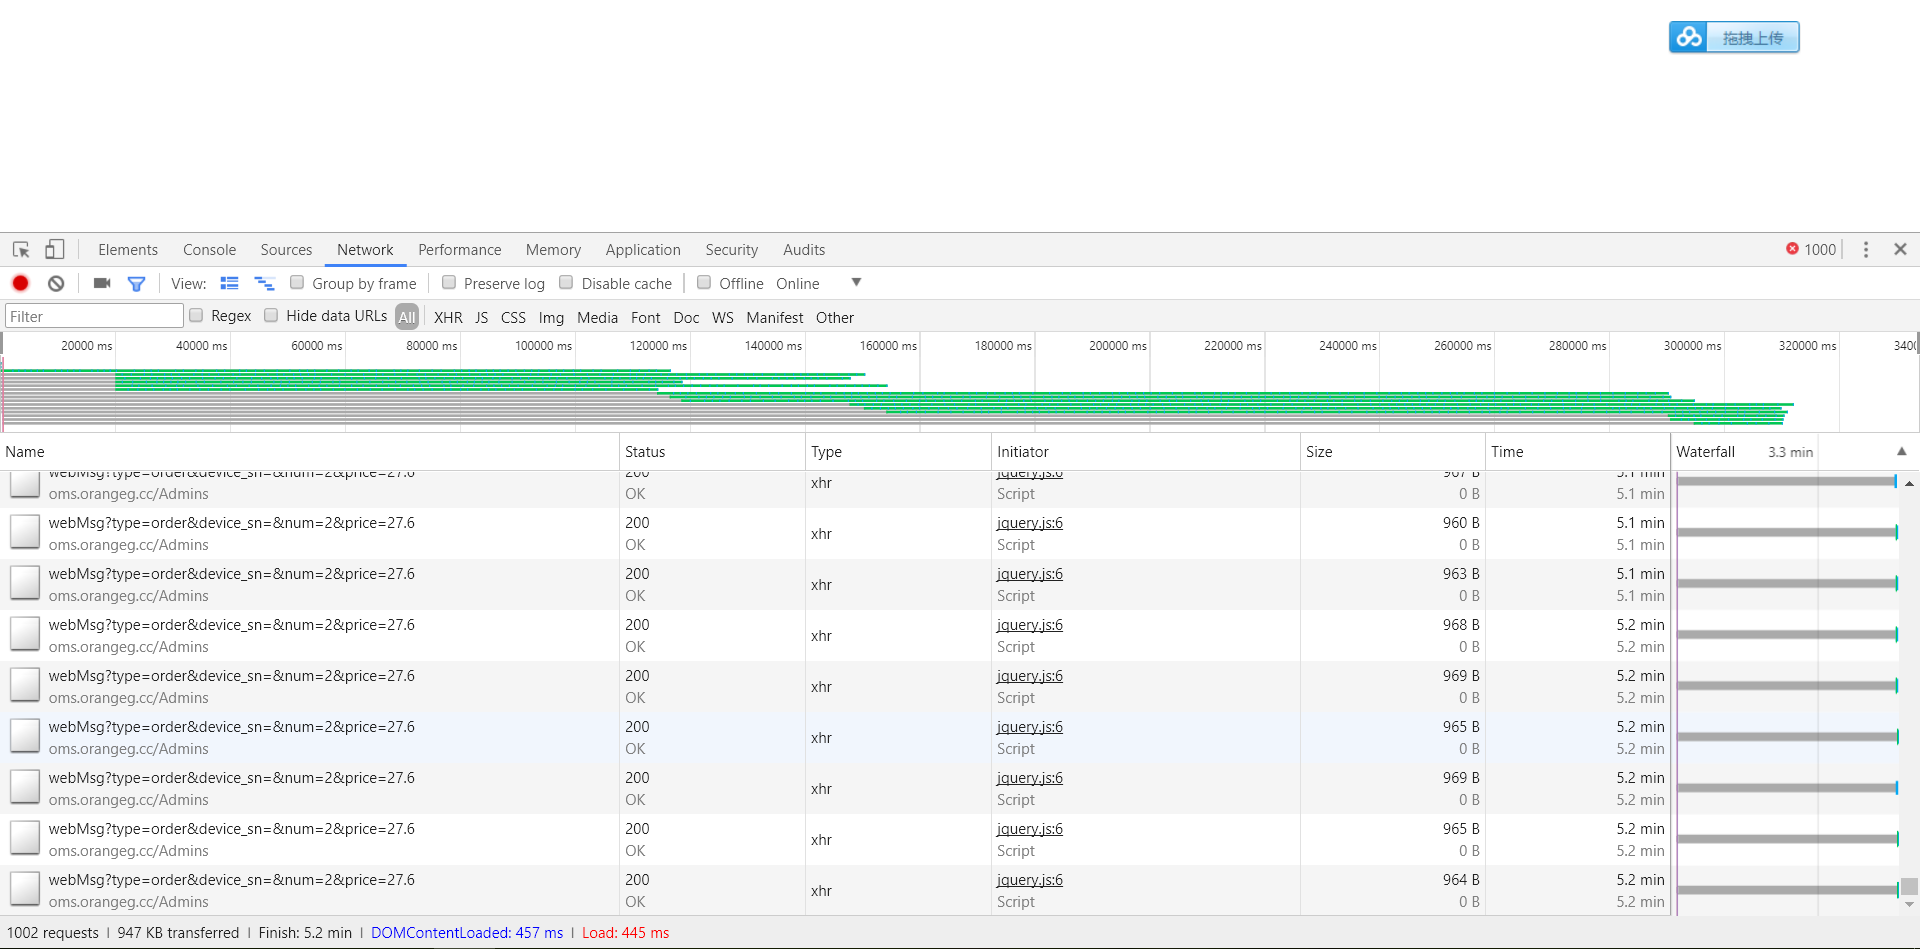 拖拽上传
Elements Console Sources Network Performance Memory Application Security Audits 1000
View: Group by frame Preserve log Disable cache Offline Online
Filter Regex Hide data URLs All XHR JS CSS Img Media Font Doc WS Manifest Other
20000 ms 40000 ms 60000 ms 80000 ms 100000 ms 120000 ms 140000 ms 160000 ms 180000 ms 200000 ms 220000 ms 240000 ms 260000 ms 280000 ms 300000 ms 320000 ms 340
Name Status Type Initiator Size Time Waterfall 3.3 min
webMsg?type=order&device_sn=&num=2&price=27.6 200 xhr jquery.js:6 967 B 5.1 min
oms.orangeg.cc/Admins OK Script 0 B 5.1 min
webMsg?type=order&device_sn=&num=2&price=27.6 200 xhr jquery.js:6 960 B 5.1 min
oms.orangeg.cc/Admins OK Script 0 B 5.1 min
webMsg?type=order&device_sn=&num=2&price=27.6 200 xhr jquery.js:6 963 B 5.1 min
oms.orangeg.cc/Admins OK Script 0 B 5.1 min
webMsg?type=order&device_sn=&num=2&price=27.6 200 xhr jquery.js:6 968 B 5.2 min
oms.orangeg.cc/Admins OK Script 0 B 5.2 min
webMsg?type=order&device_sn=&num=2&price=27.6 200 xhr jquery.js:6 969 B 5.2 min
oms.orangeg.cc/Admins OK Script 0 B 5.2 min
webMsg?type=order&device_sn=&num=2&price=27.6 200 xhr jquery.js:6 965 B 5.2 min
oms.orangeg.cc/Admins OK Script 0 B 5.2 min
webMsg?type=order&device_sn=&num=2&price=27.6 200 xhr jquery.js:6 969 B 5.2 min
oms.orangeg.cc/Admins OK Script 0 B 5.2 min
webMsg?type=order&device_sn=&num=2&price=27.6 200 xhr jquery.js:6 965 B 5.2 min
oms.orangeg.cc/Admins OK Script 0 B 5.2 min
webMsg?type=order&device_sn=&num=2&price=27.6 200 xhr jquery.js:6 964 B 5.2 min
oms.orangeg.cc/Admins OK Script 0 B 5.2 min
1002 requests | 947 KB transferred | Finish: 5.2 min | DOMContentLoaded: 457 ms | Load: 445 ms